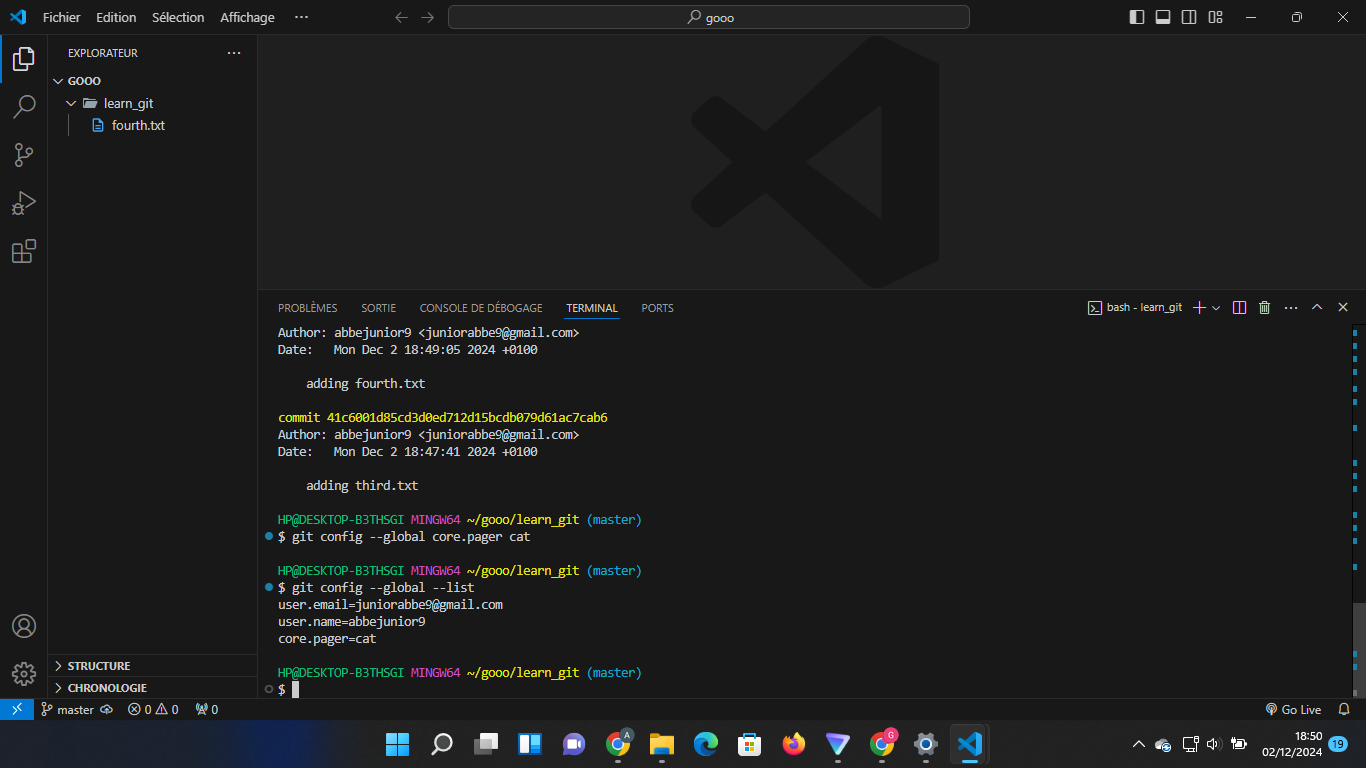 Fichier Edition Sélection Affichage ···
gooo
EXPLORATEUR ···
GOOO
learn_git
fourth.txt
PROBLÈMES SORTIE CONSOLE DE DÉBOGAGE TERMINAL PORTS
bash - learn_git
Author: abbejunior9 <juniorabbe9@gmail.com>
Date:   Mon Dec 2 18:49:05 2024 +0100
    adding fourth.txt
commit 41c6001d85cd3d0ed712d15bcdb079d61ac7cab6
Author: abbejunior9 <juniorabbe9@gmail.com>
Date:   Mon Dec 2 18:47:41 2024 +0100
    adding third.txt
HP@DESKTOP-B3THSGI MINGW64 ~/gooo/learn_git (master)
$ git config --global core.pager cat
HP@DESKTOP-B3THSGI MINGW64 ~/gooo/learn_git (master)
$ git config --global --list
user.email=juniorabbe9@gmail.com
user.name=abbejunior9
core.pager=cat
HP@DESKTOP-B3THSGI MINGW64 ~/gooo/learn_git (master)
$
STRUCTURE
CHRONOLOGIE
master 0 0 0
Go Live
A
G
18:50
02/12/2024
19